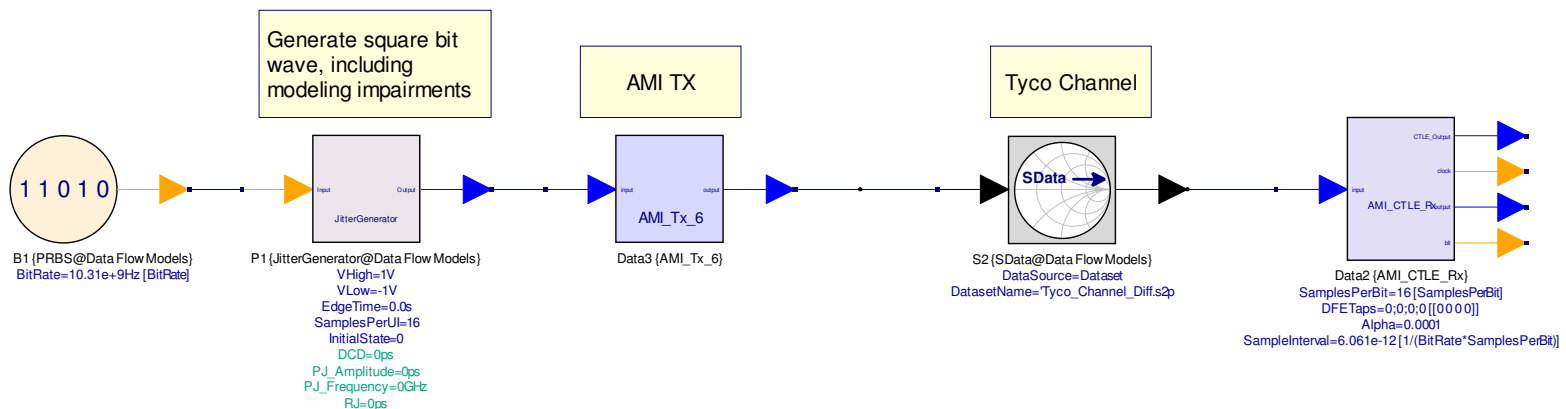 Generate square bit
wave, including
modeling impairments
AMI TX
Tyco Channel
1 1 0 1 0
B1 {PRBS@Data Flow Models}
BitRate=10.31e+9Hz [BitRate]
Input
Output
JitterGenerator
P1 {JitterGenerator@Data Flow Models}
VHigh=1V
VLow=-1V
EdgeTime=0.0s
SamplesPerUI=16
InitialState=0
DCD=0ps
PJ_Amplitude=0ps
PJ_Frequency=0GHz
RJ=0ps
input
output
AMI_Tx_6
Data3 {AMI_Tx_6}
SData
S2 {SData@Data Flow Models}
DataSource=Dataset
DatasetName='Tyco_Channel_Diff.s2p
CTLE_Output
clock
input
AMI_CTLE_Rx
output
bit
Data2 {AMI_CTLE_Rx}
SamplesPerBit=16 [SamplesPerBit]
DFETaps=0;0;0;0 [[0 0 0 0]]
Alpha=0.0001
SampleInterval=6.061e-12 [1/(BitRate*SamplesPerBit)]